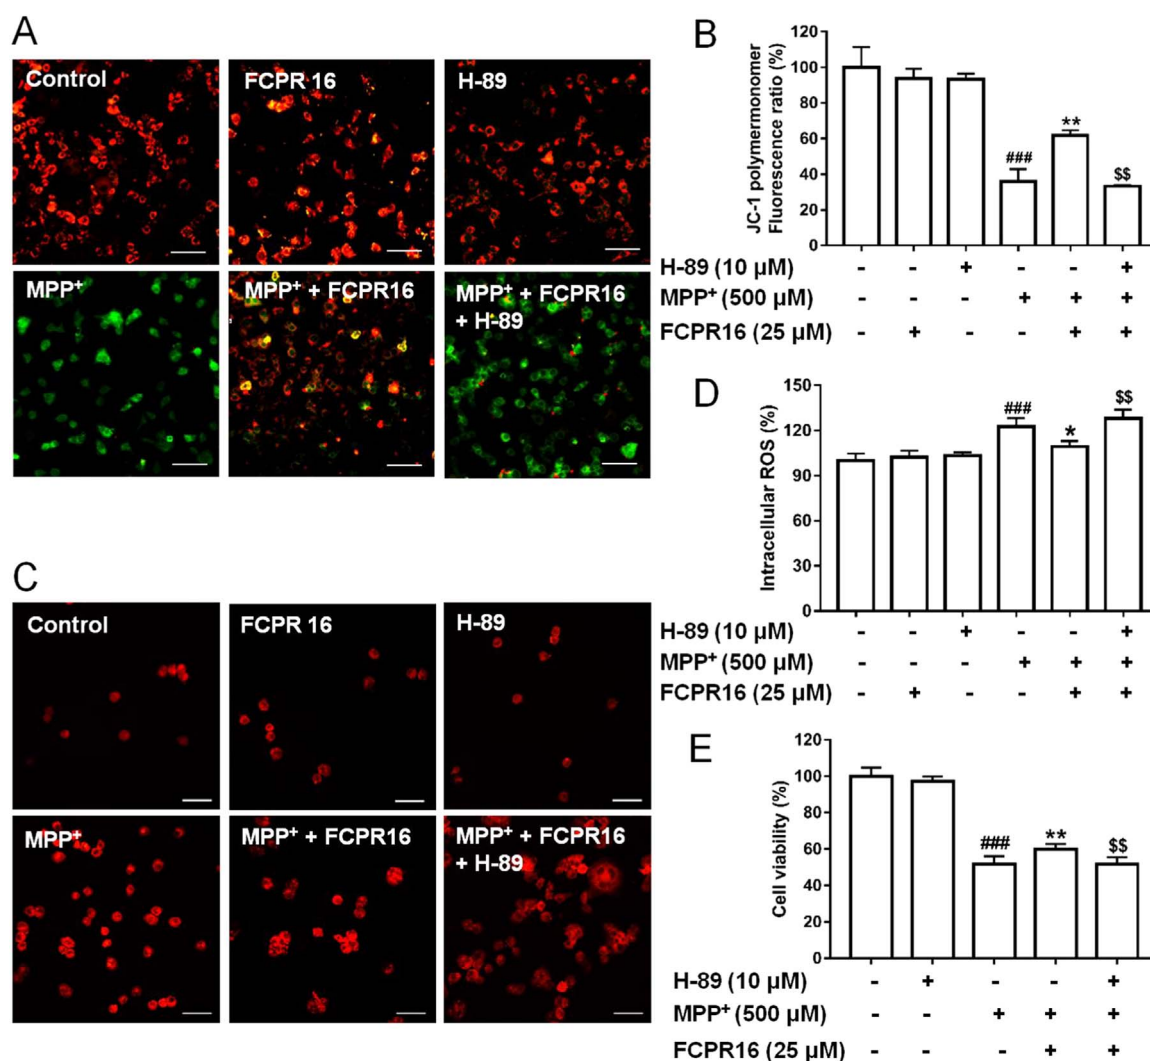 A
Control
FCPR 16
H-89
MPP⁺
MPP⁺ + FCPR16
MPP⁺ + FCPR16
+ H-89
B
JC-1 polymermonomer
Fluorescence ratio (%)
120
100
80
60
40
20
0
###
**
$$
H-89 (10 µM) - - + - - +
MPP⁺ (500 µM) - - - + + +
FCPR16 (25 µM) - + - - + +
C
Control
FCPR 16
H-89
MPP⁺
MPP⁺ + FCPR16
MPP⁺ + FCPR16
+ H-89
D
Intracellular ROS (%)
150
120
90
60
30
0
###
*
$$
H-89 (10 µM) - - + - - +
MPP⁺ (500 µM) - - - + + +
FCPR16 (25 µM) - + - - + +
E
Cell viability (%)
120
100
80
60
40
20
0
###
**
$$
H-89 (10 µM) - + - - +
MPP⁺ (500 µM) - - + + +
FCPR16 (25 µM) - - - + +